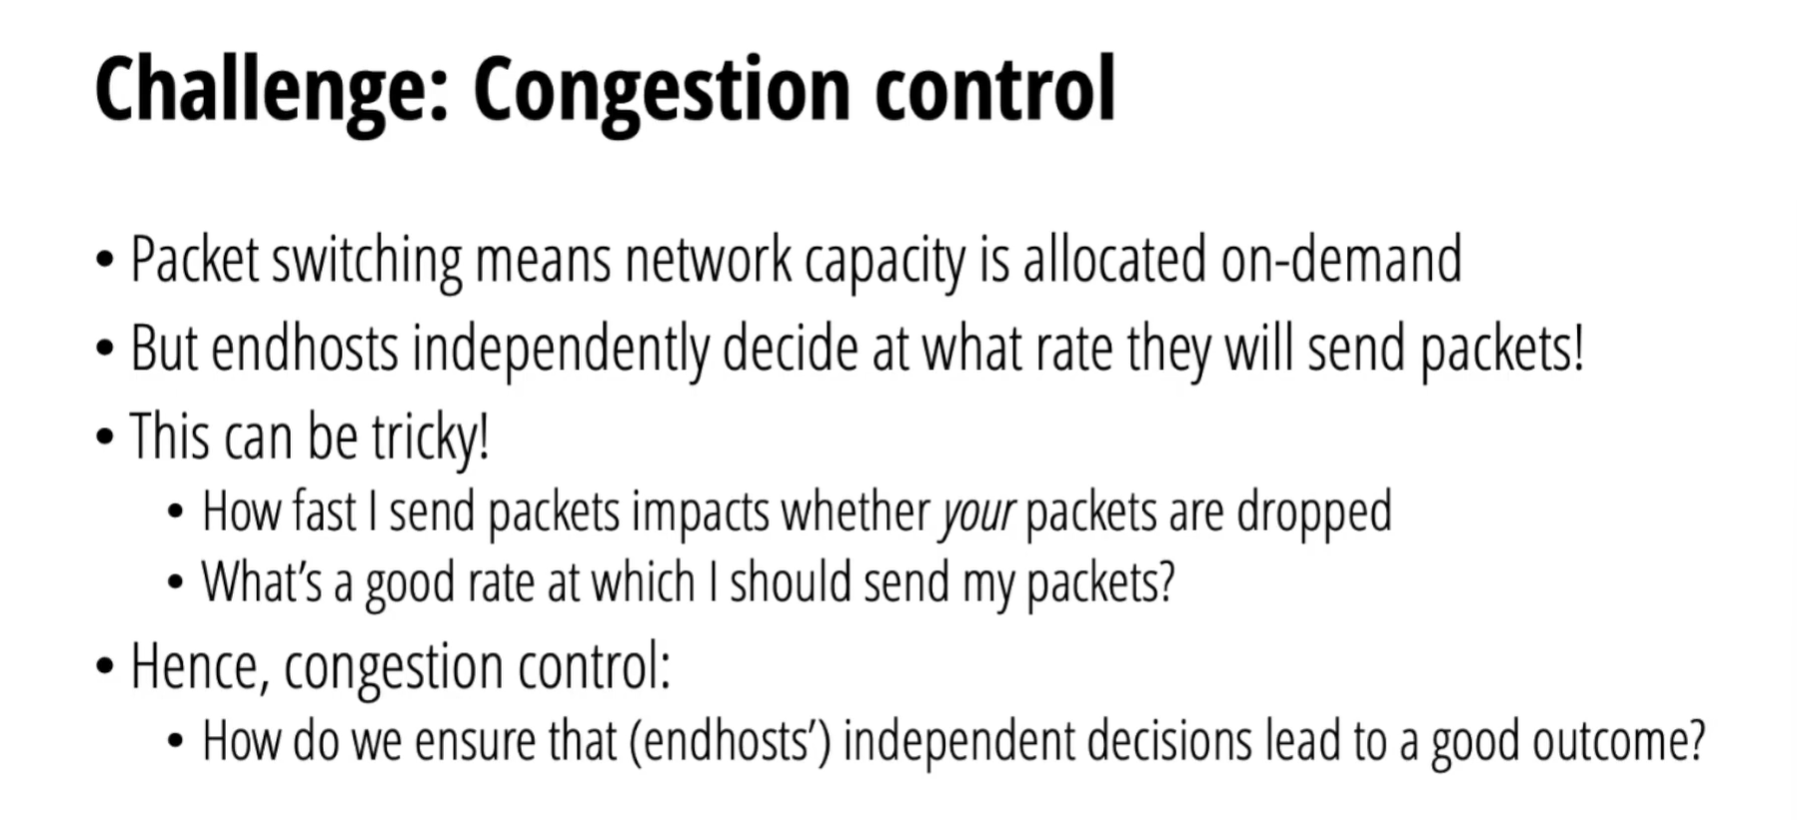 Challenge: Congestion control
• Packet switching means network capacity is allocated on-demand
• But endhosts independently decide at what rate they will send packets!
• This can be tricky!
• How fast I send packets impacts whether your packets are dropped
• What’s a good rate at which I should send my packets?
• Hence, congestion control:
• How do we ensure that (endhosts’) independent decisions lead to a good outcome?